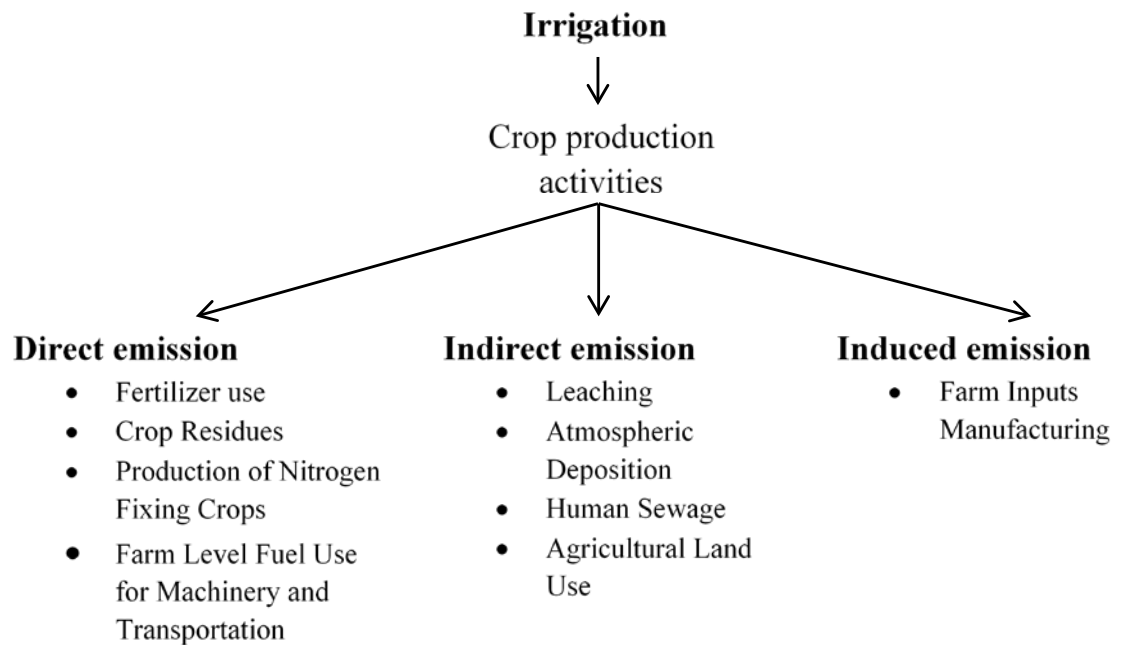 Irrigation
Crop production
activities
Direct emission
• Fertilizer use
• Crop Residues
• Production of Nitrogen
Fixing Crops
• Farm Level Fuel Use
for Machinery and
Transportation
Indirect emission
• Leaching
• Atmospheric
Deposition
• Human Sewage
• Agricultural Land
Use
Induced emission
• Farm Inputs
Manufacturing